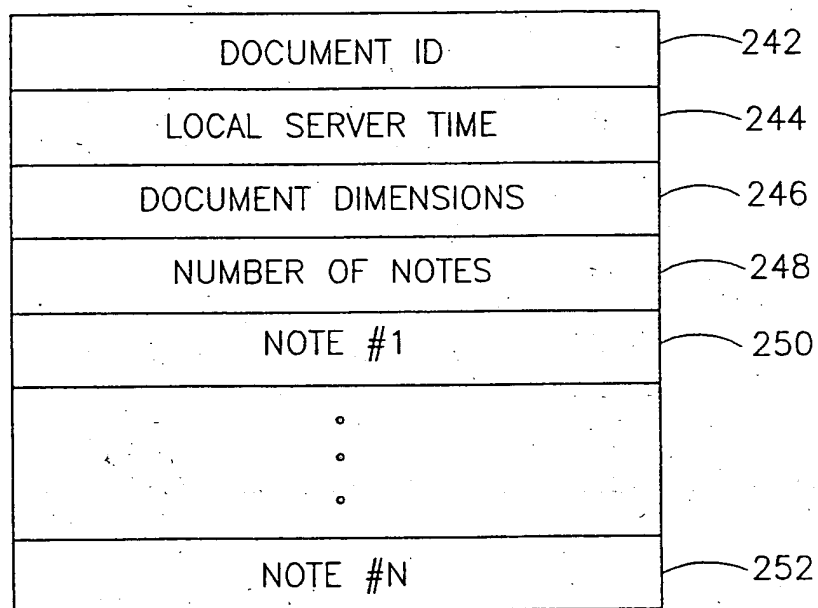 DOCUMENT ID 242
LOCAL SERVER TIME 244
DOCUMENT DIMENSIONS 246
NUMBER OF NOTES 248
NOTE #1 250
NOTE #N 252